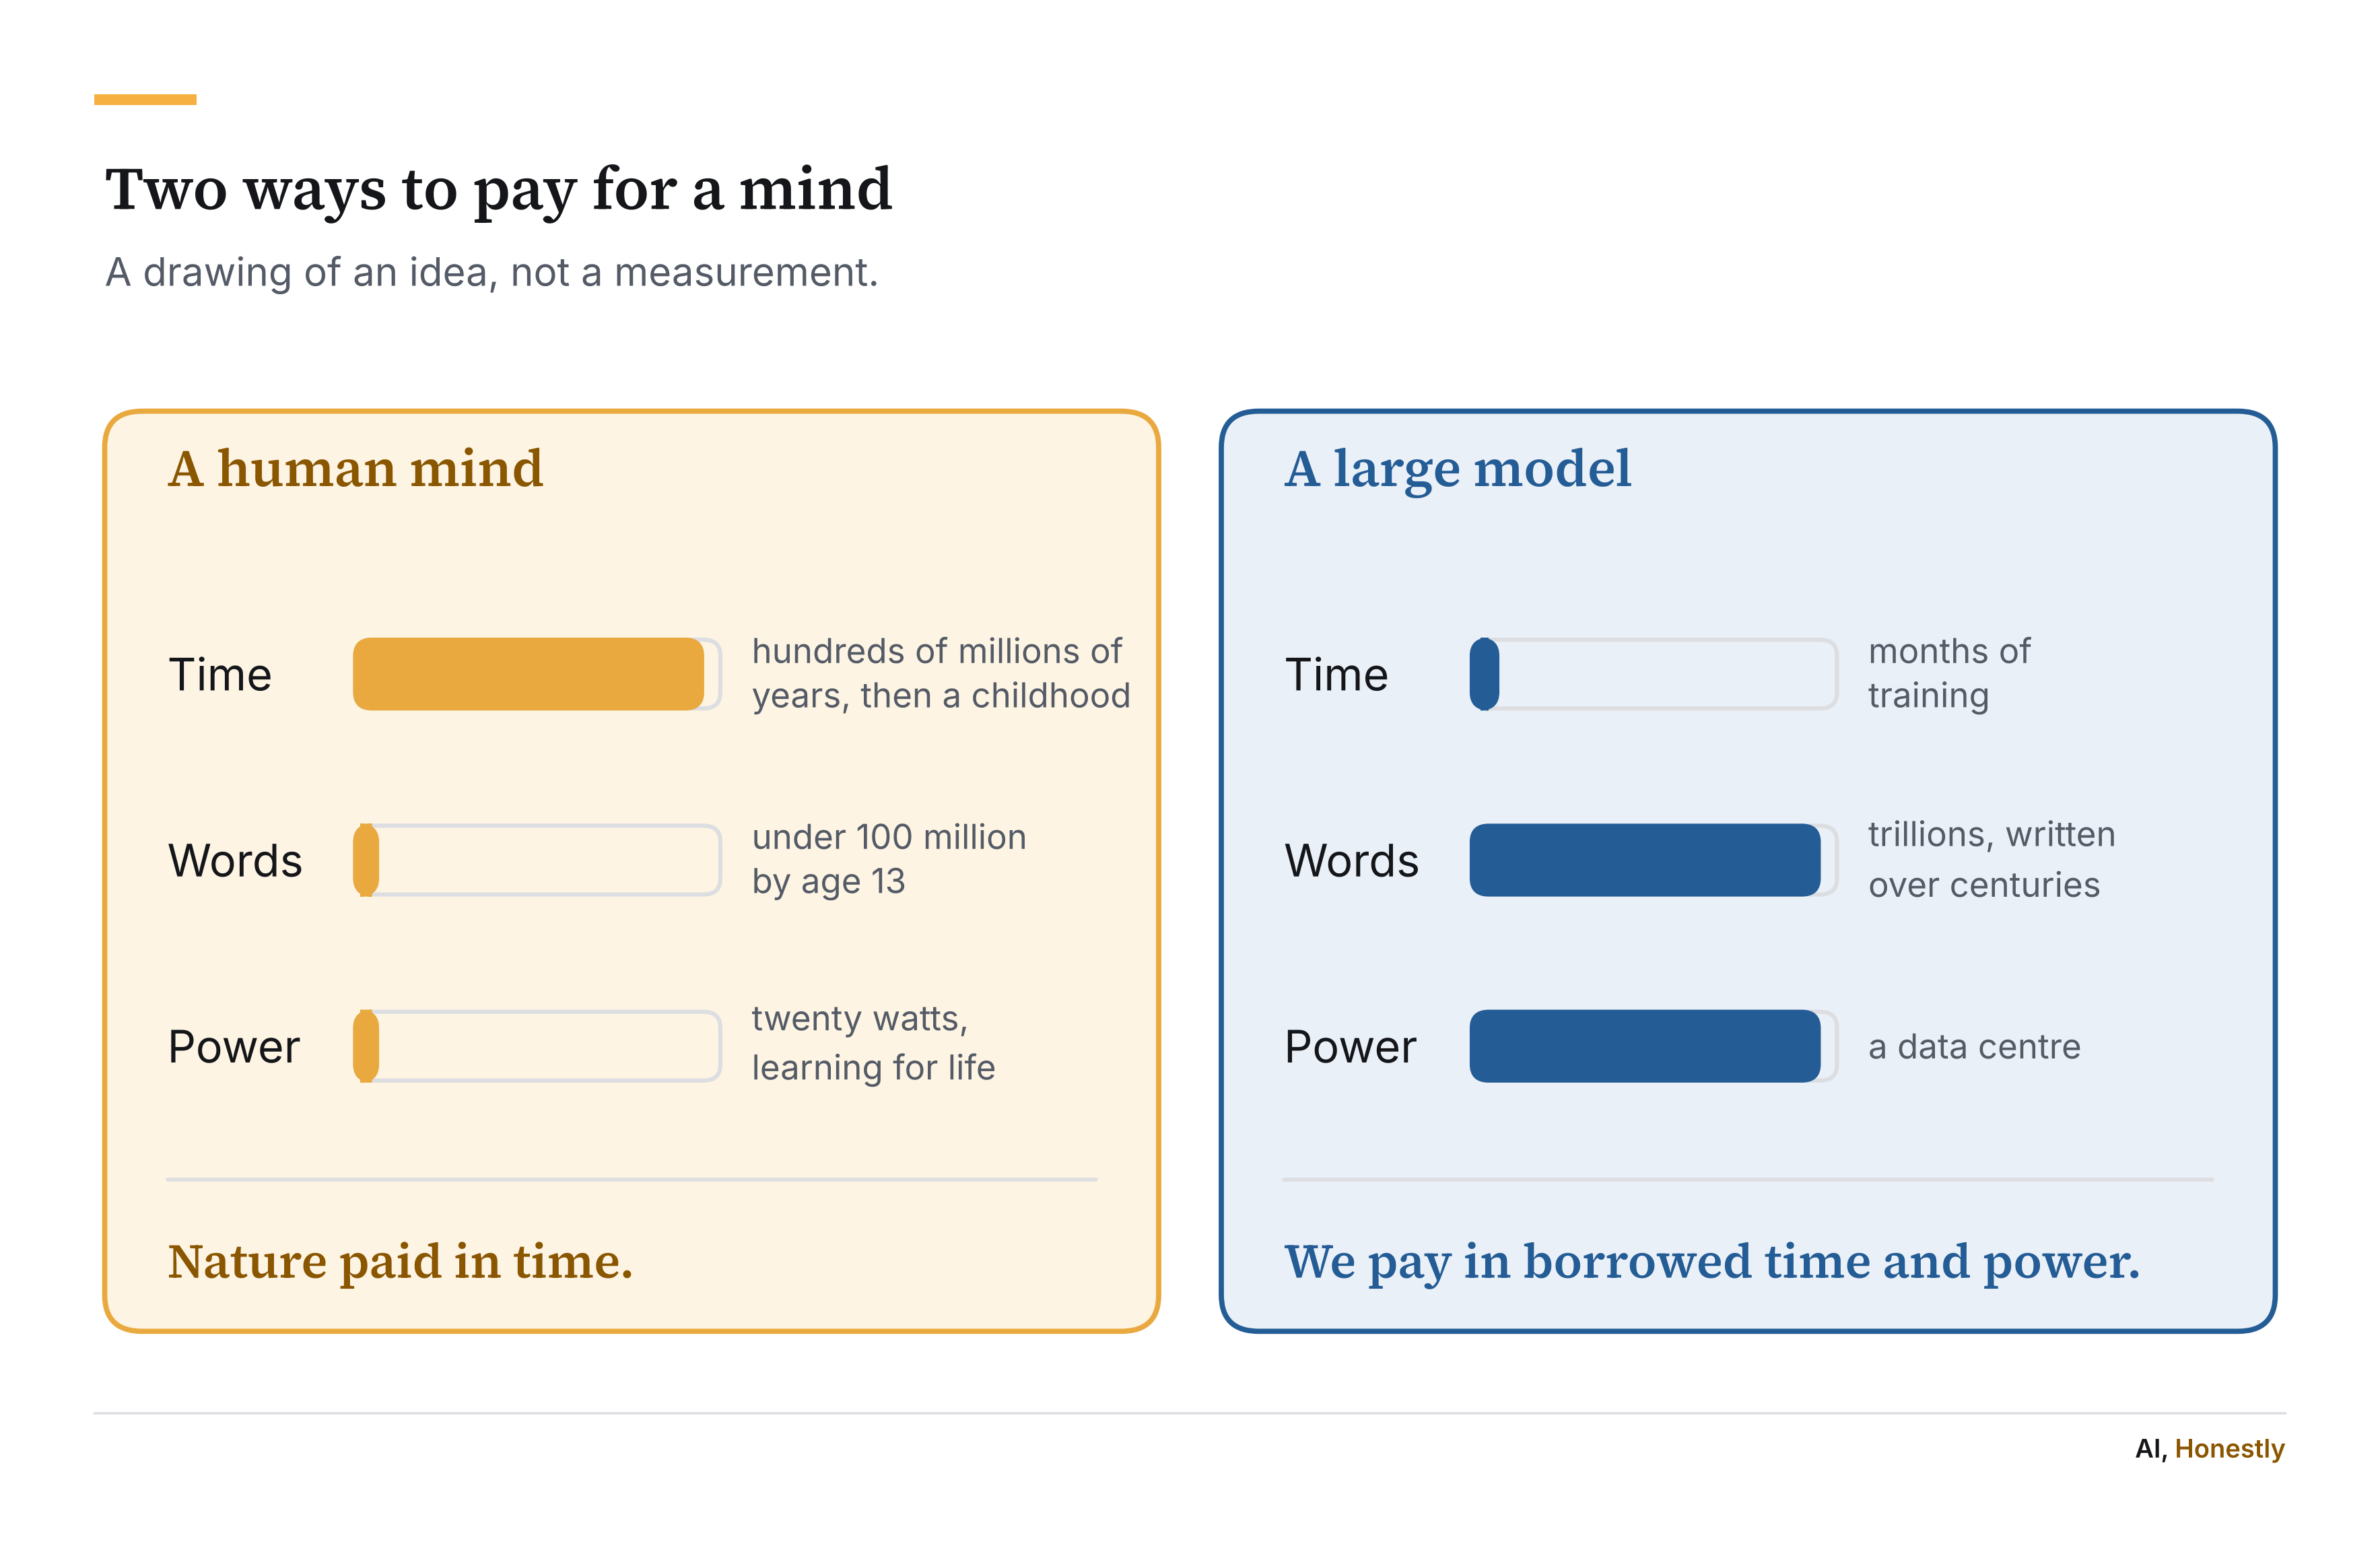 Two ways to pay for a mind
A drawing of an idea, not a measurement.
A human mind
Time
hundreds of millions of
years, then a childhood
Words
under 100 million
by age 13
Power
twenty watts,
learning for life
Nature paid in time.
A large model
Time
months of
training
Words
trillions, written
over centuries
Power
a data centre
We pay in borrowed time and power.
AI, Honestly